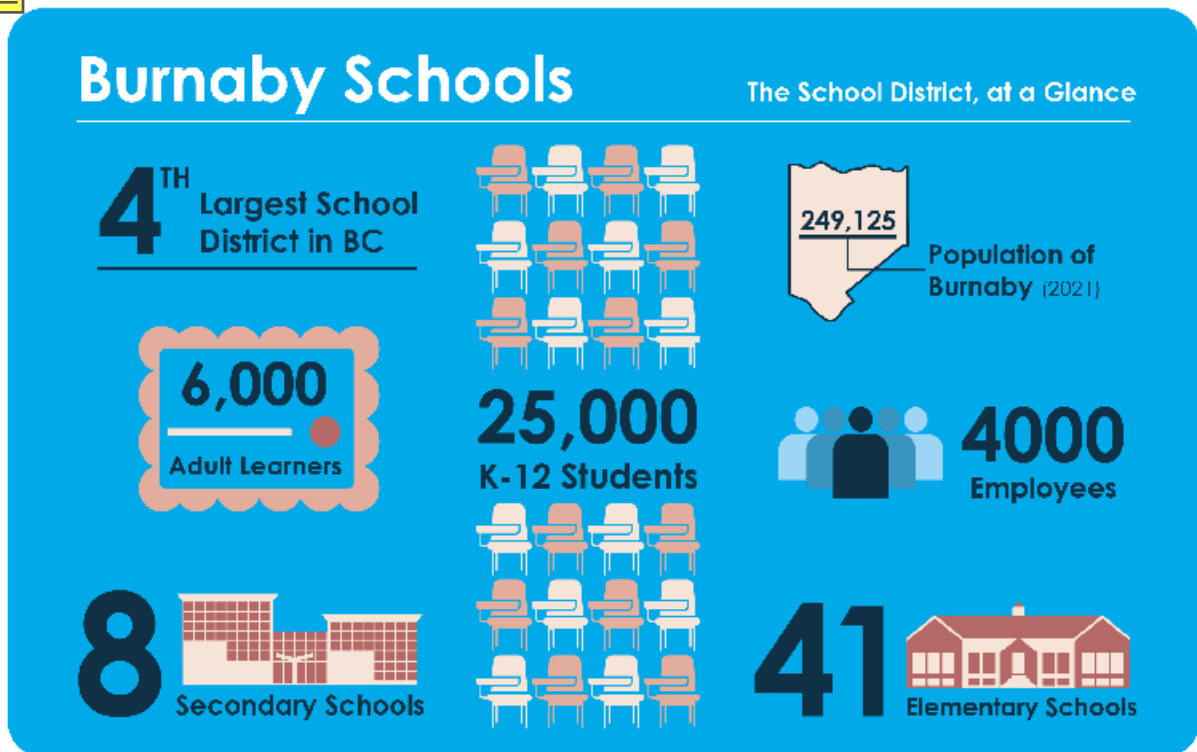 Burnaby Schools
The School District, at a Glance
4TH
Largest School
District in BC
249,125
Population of
Burnaby (2021)
6,000
Adult Learners
25,000
K-12 Students
4000
Employees
8
Secondary Schools
41
Elementary Schools